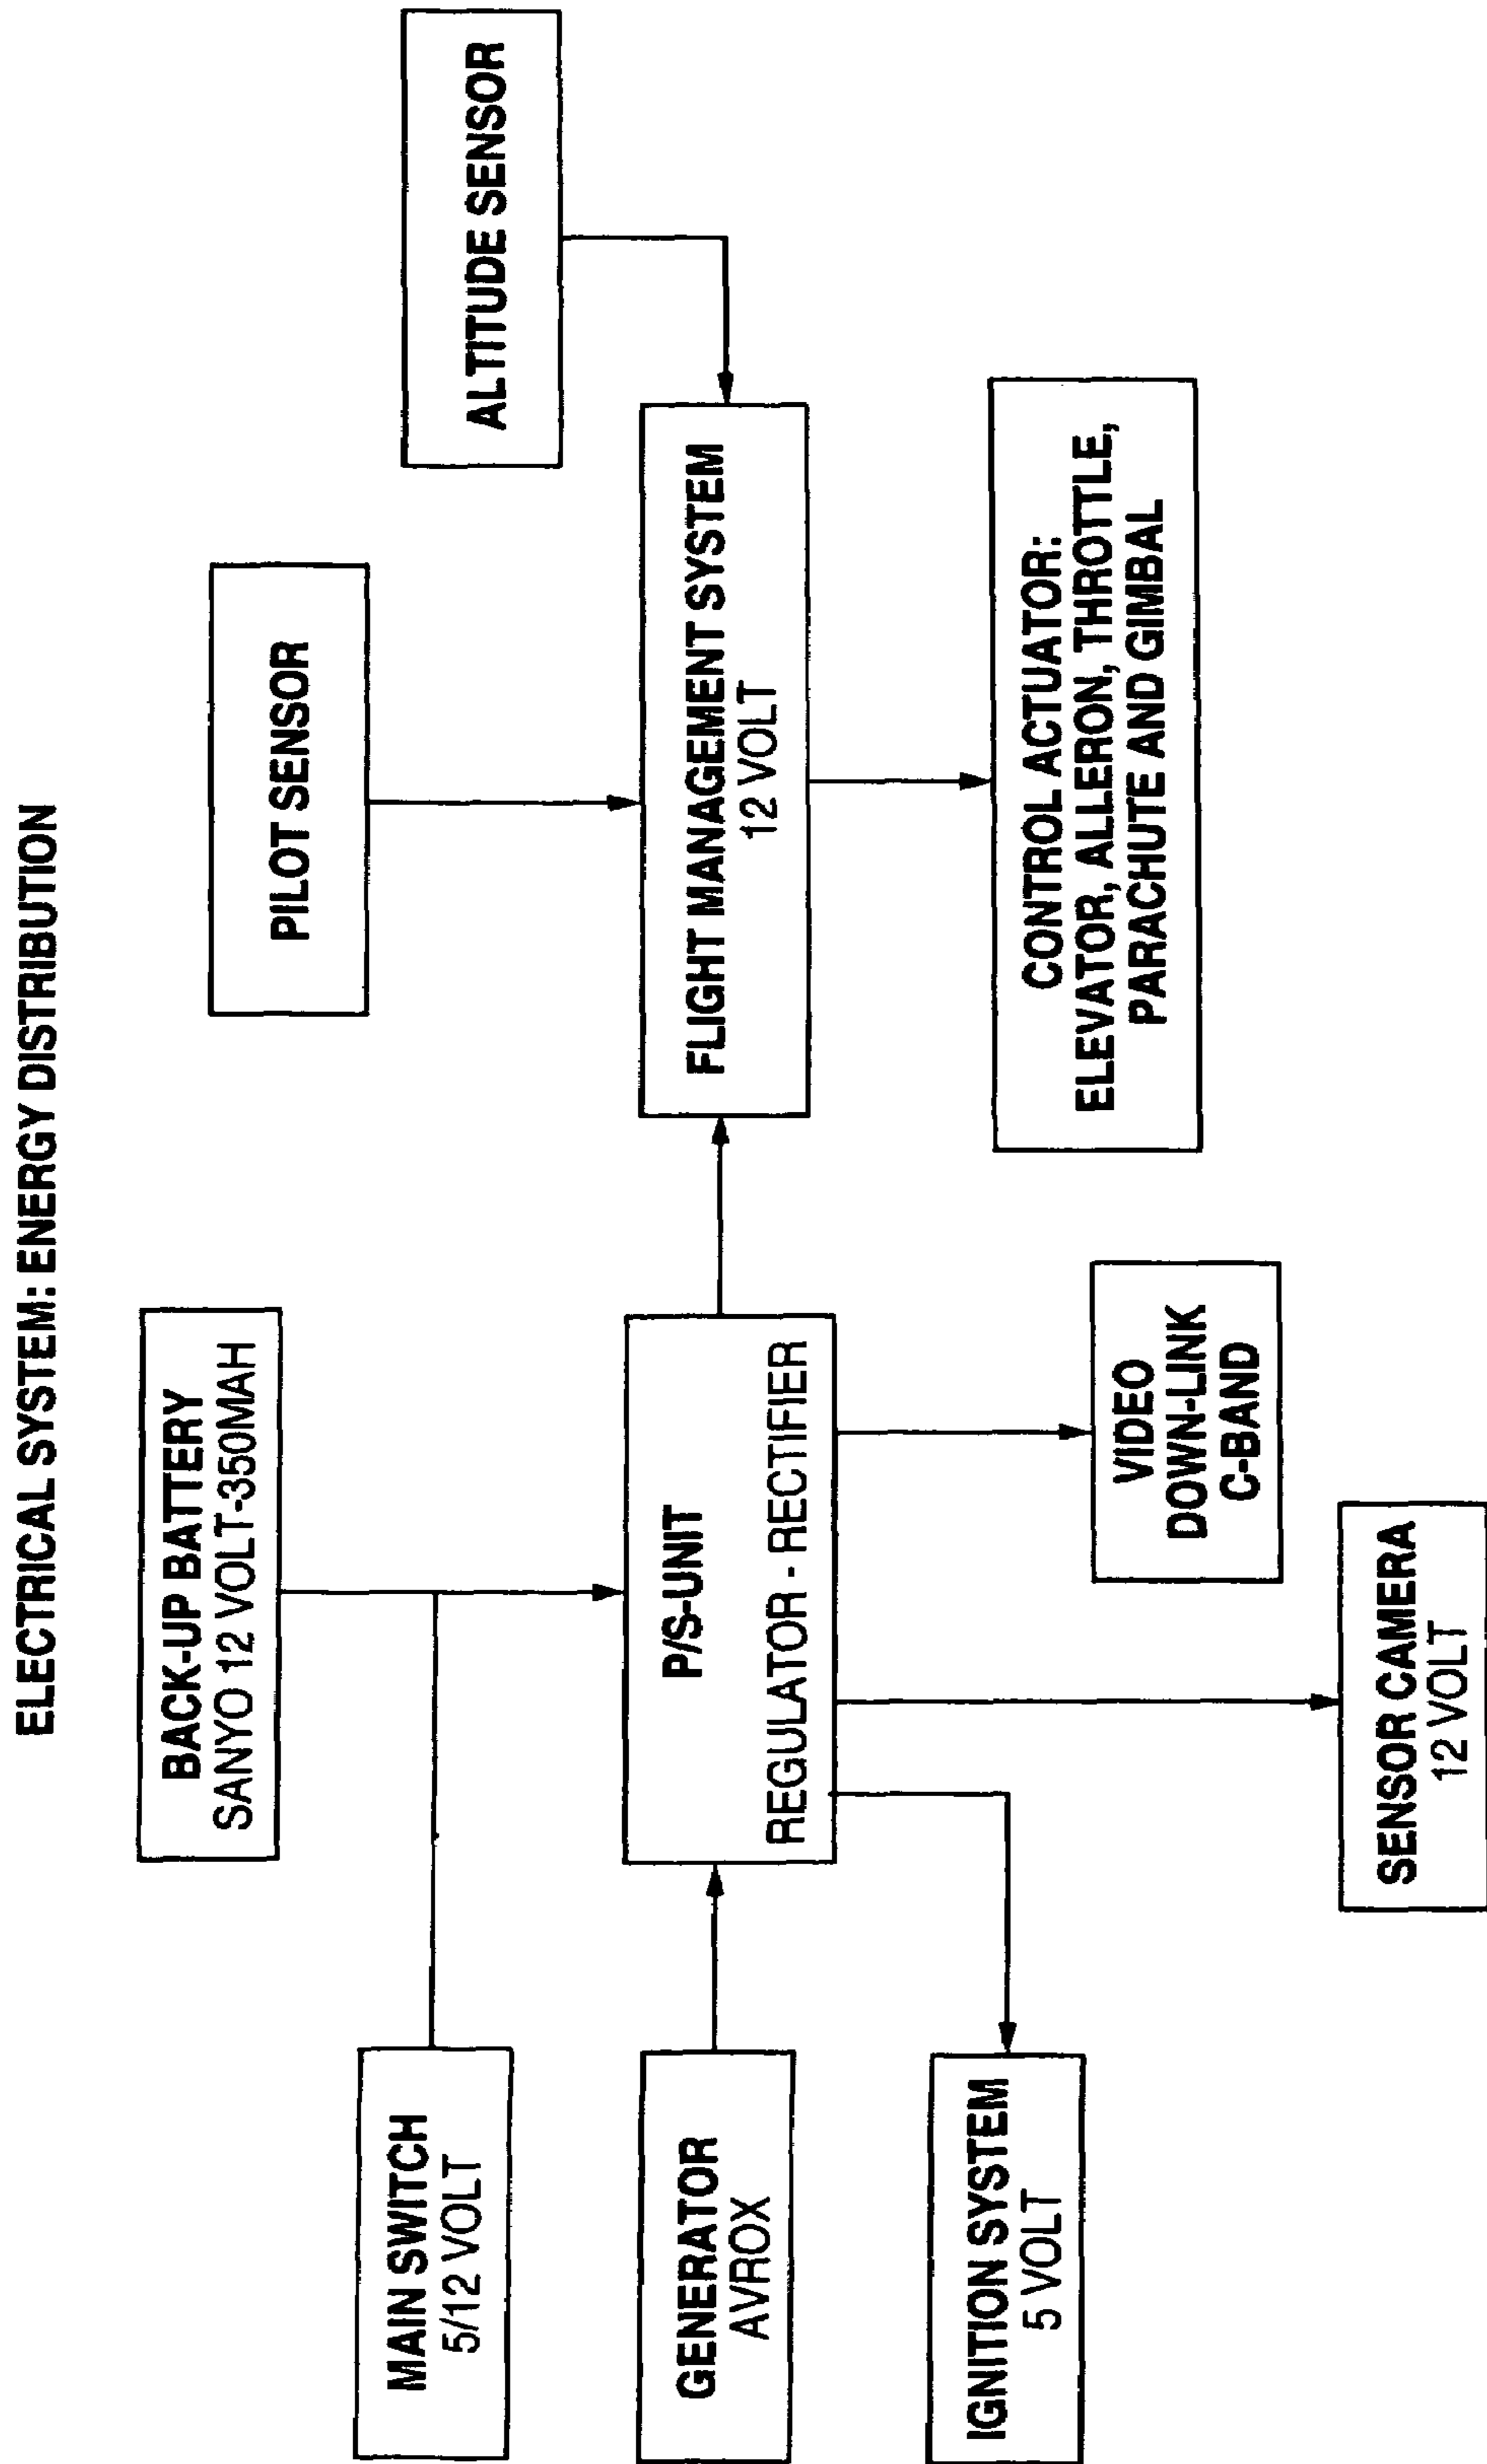 ELECTRICAL SYSTEM: ENERGY DISTRIBUTION
BACK-UP BATTERY
SANYO 12 VOLT-350MAH
PILOT SENSOR
ALTITUDE SENSOR
MAIN SWITCH
5/12 VOLT
GENERATOR
AVROX
P/S-UNIT
REGULATOR - RECTIFIER
FLIGHT MANAGEMENT SYSTEM
12 VOLT
IGNITION SYSTEM
5 VOLT
VIDEO
DOWN-LINK
C-BAND
CONTROL ACTUATOR:
ELEVATOR, ALLERON, THROTTLE,
PARACHUTE AND GIMBAL
SENSOR CAMERA
12 VOLT